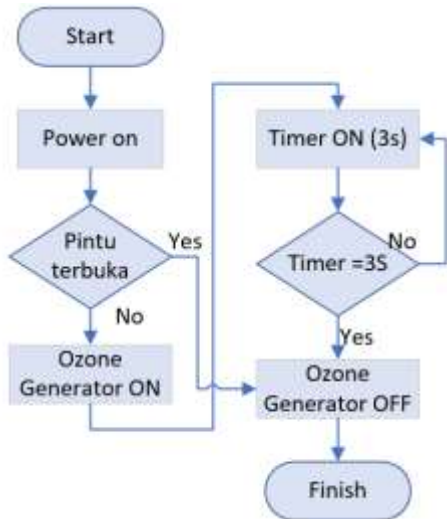 Start
Power on
Pintu
terbuka
Yes
No
Ozone
Generator ON
Timer ON (3s)
Timer =3S
No
Yes
Ozone
Generator OFF
Finish